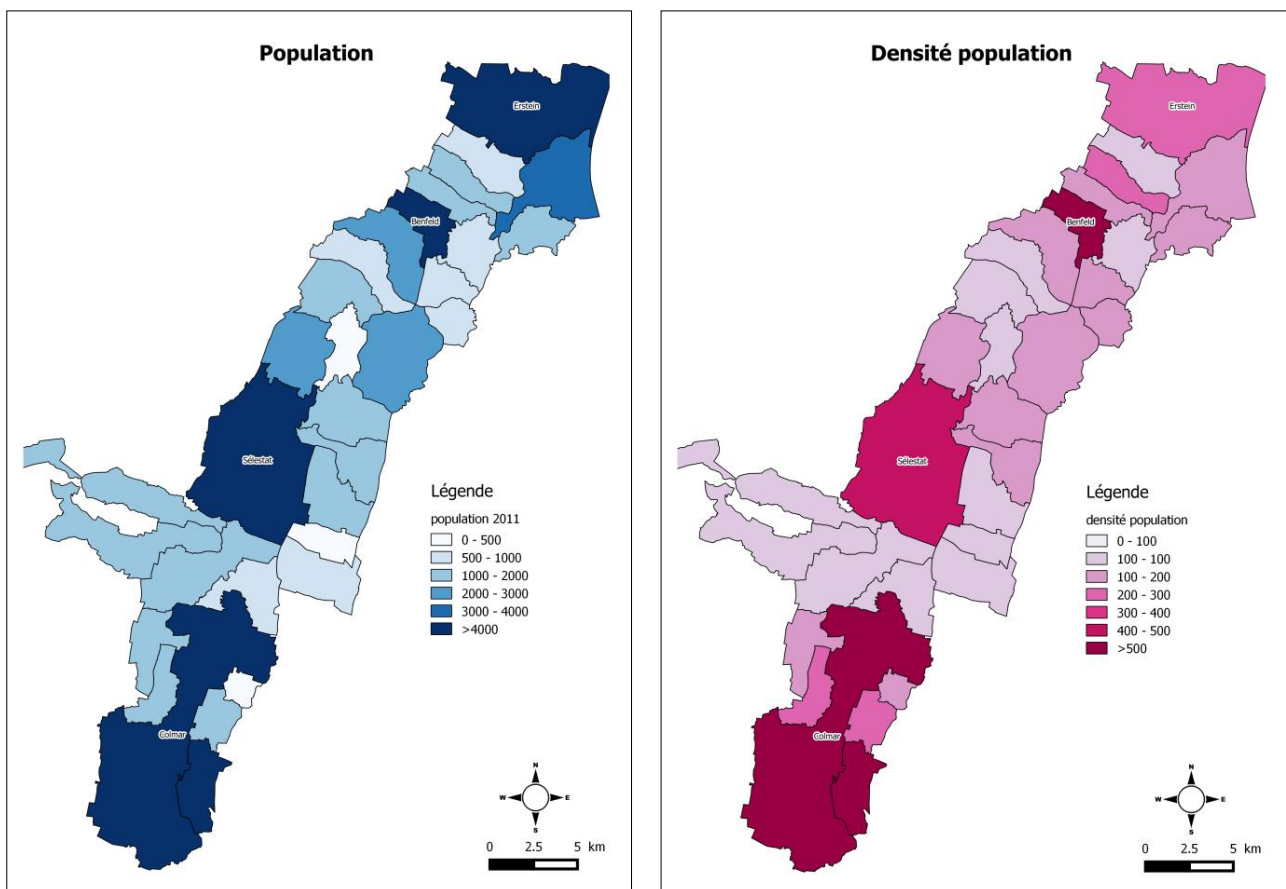 Population
Erstein
Benfeld
Sélestat
Colmar
Légende
population 2011
0 - 500
500 - 1000
1000 - 2000
2000 - 3000
3000 - 4000
>4000
N
W
E
S
0 2.5 5 km
Densité population
Erstein
Benfeld
Sélestat
Colmar
Légende
densité population
0 - 100
100 - 100
100 - 200
200 - 300
300 - 400
400 - 500
>500
N
W
E
S
0 2.5 5 km